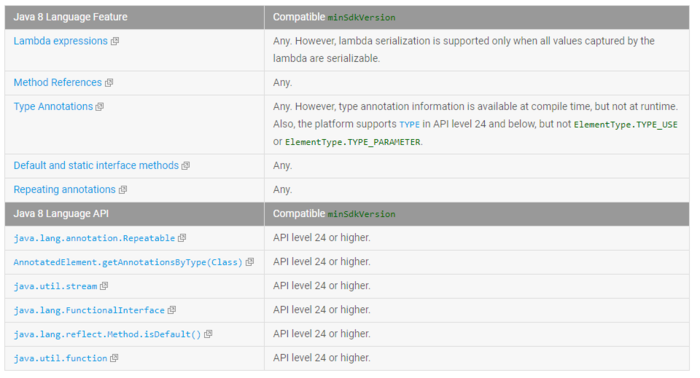 Java 8 Language Feature Compatible minSdkVersion
Lambda expressions Any. However, lambda serialization is supported only when all values captured by the
lambda are serializable.
Method References Any.
Type Annotations Any. However, type annotation information is available at compile time, but not at runtime.
Also, the platform supports TYPE in API level 24 and below, but not ElementType.TYPE_USE
or ElementType.TYPE_PARAMETER.
Default and static interface methods Any.
Repeating annotations Any.
Java 8 Language API Compatible minSdkVersion
java.lang.annotation.Repeatable API level 24 or higher.
AnnotatedElement.getAnnotationsByType(Class) API level 24 or higher.
java.util.stream API level 24 or higher.
java.lang.FunctionalInterface API level 24 or higher.
java.lang.reflect.Method.isDefault() API level 24 or higher.
java.util.function API level 24 or higher.